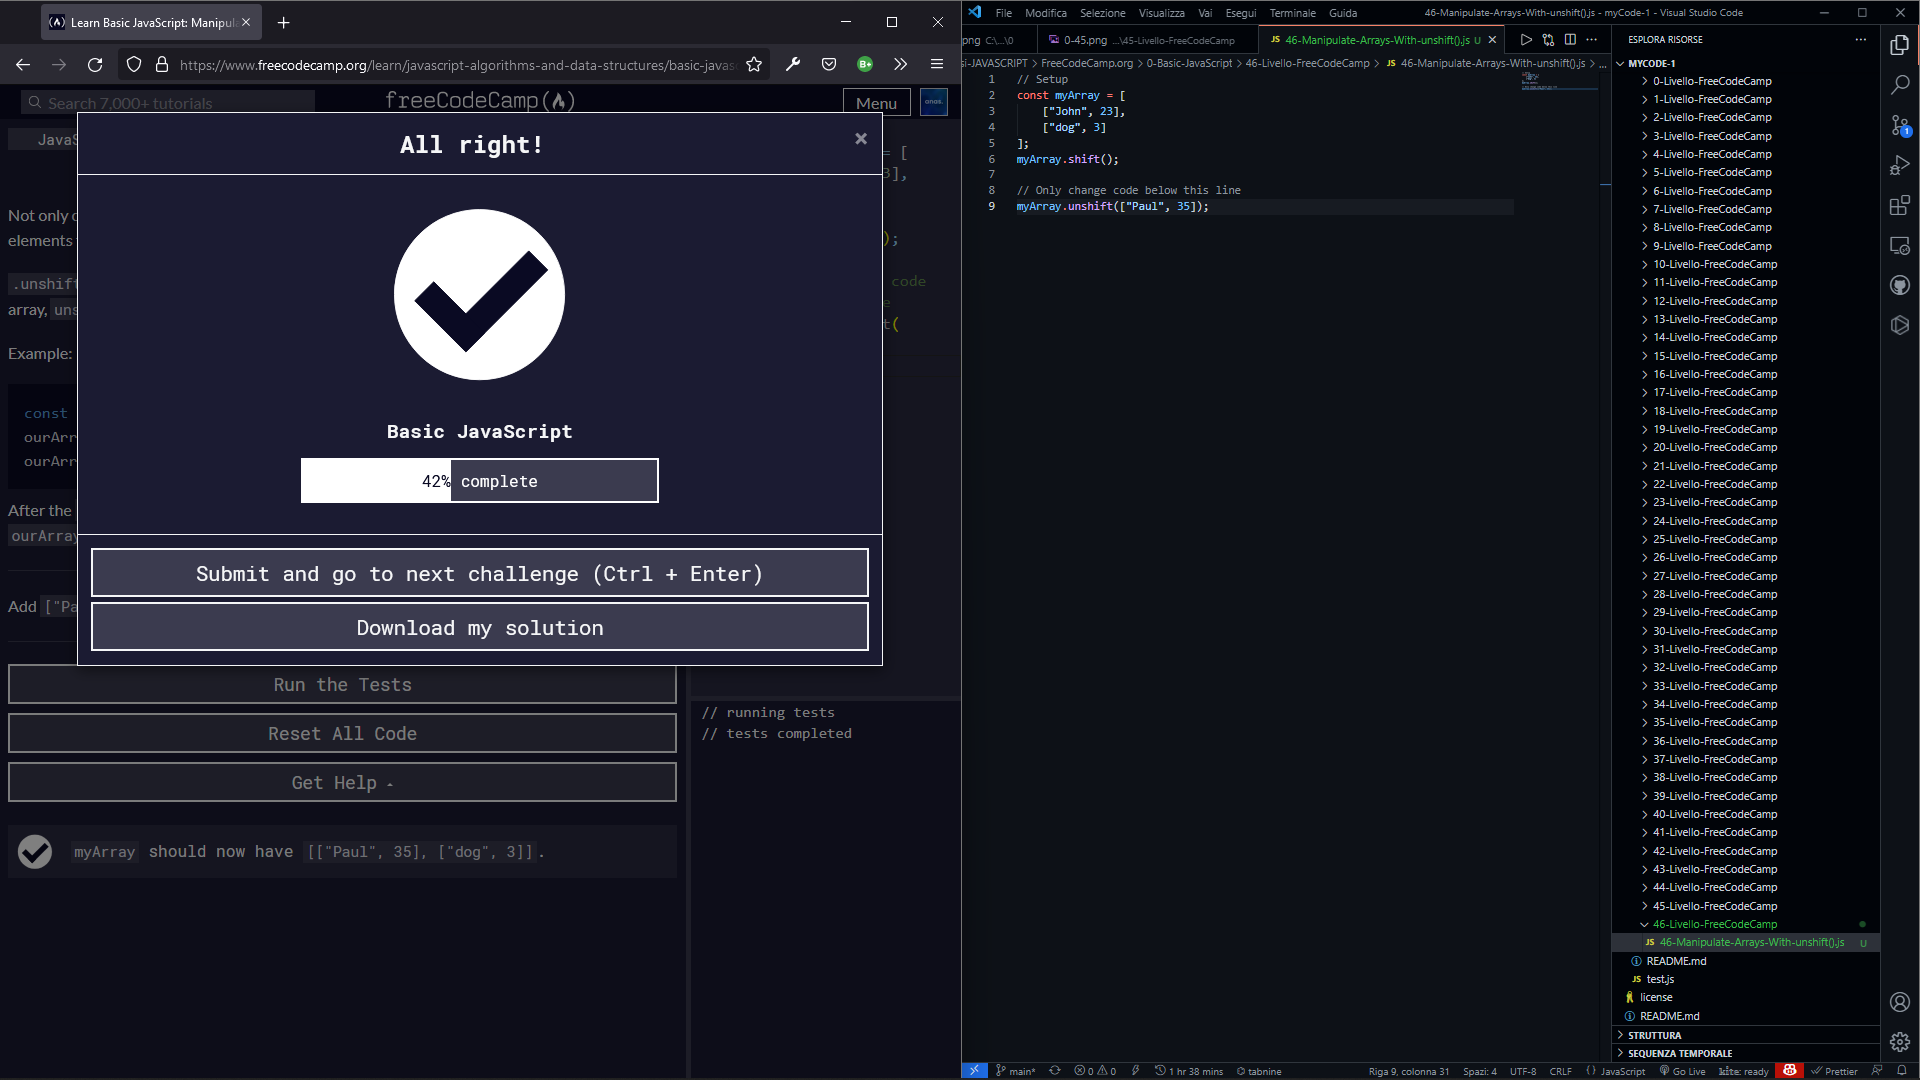 Learn Basic JavaScript: Manipula
https://www.freecodecamp.org/learn/javascript-algorithms-and-data-structures/basic-javas
Search 7,000+ tutorials
freeCodeCamp(🔥)
Menu
JavaS
Not only
elements
.unshift
array, uns
Example:
const
ourArr
ourArr
After the
ourArray
Add ["Pa
All right!
×
Basic JavaScript
42% complete
Submit and go to next challenge (Ctrl + Enter)
Download my solution
= [
3],
);
code
e
t(
Run the Tests
Reset All Code
Get Help
// running tests
// tests completed
myArray should now have [["Paul", 35], ["dog", 3]].
File Modifica Selezione Visualizza Vai Esegui Terminale Guida
46-Manipulate-Arrays-With-unshift().js - myCode-1 - Visual Studio Code
png C:\...\0
0-45.png ...\45-Livello-FreeCodeCamp
JS 46-Manipulate-Arrays-With-unshift().js U
si-JAVASCRIPT > FreeCodeCamp.org > 0-Basic-JavaScript > 46-Livello-FreeCodeCamp > JS 46-Manipulate-Arrays-With-unshift().js > ...
1 // Setup
2 const myArray = [
3 ["John", 23],
4 ["dog", 3]
5 ];
6 myArray.shift();
7
8 // Only change code below this line
9 myArray.unshift(["Paul", 35]);
ESPLORA RISORSE
MYCODE-1
0-Livello-FreeCodeCamp
1-Livello-FreeCodeCamp
2-Livello-FreeCodeCamp
3-Livello-FreeCodeCamp
4-Livello-FreeCodeCamp
5-Livello-FreeCodeCamp
6-Livello-FreeCodeCamp
7-Livello-FreeCodeCamp
8-Livello-FreeCodeCamp
9-Livello-FreeCodeCamp
10-Livello-FreeCodeCamp
11-Livello-FreeCodeCamp
12-Livello-FreeCodeCamp
13-Livello-FreeCodeCamp
14-Livello-FreeCodeCamp
15-Livello-FreeCodeCamp
16-Livello-FreeCodeCamp
17-Livello-FreeCodeCamp
18-Livello-FreeCodeCamp
19-Livello-FreeCodeCamp
20-Livello-FreeCodeCamp
21-Livello-FreeCodeCamp
22-Livello-FreeCodeCamp
23-Livello-FreeCodeCamp
24-Livello-FreeCodeCamp
25-Livello-FreeCodeCamp
26-Livello-FreeCodeCamp
27-Livello-FreeCodeCamp
28-Livello-FreeCodeCamp
29-Livello-FreeCodeCamp
30-Livello-FreeCodeCamp
31-Livello-FreeCodeCamp
32-Livello-FreeCodeCamp
33-Livello-FreeCodeCamp
34-Livello-FreeCodeCamp
35-Livello-FreeCodeCamp
36-Livello-FreeCodeCamp
37-Livello-FreeCodeCamp
38-Livello-FreeCodeCamp
39-Livello-FreeCodeCamp
40-Livello-FreeCodeCamp
41-Livello-FreeCodeCamp
42-Livello-FreeCodeCamp
43-Livello-FreeCodeCamp
44-Livello-FreeCodeCamp
45-Livello-FreeCodeCamp
46-Livello-FreeCodeCamp
JS 46-Manipulate-Arrays-With-unshift().js U
README.md
JS test.js
license
README.md
STRUTTURA
SEQUENZA TEMPORALE
main* 0 0 1 hr 38 mins tabnine
Riga 9, colonna 31 Spazi: 4 UTF-8 CRLF {} JavaScript Go Live kite: ready Prettier